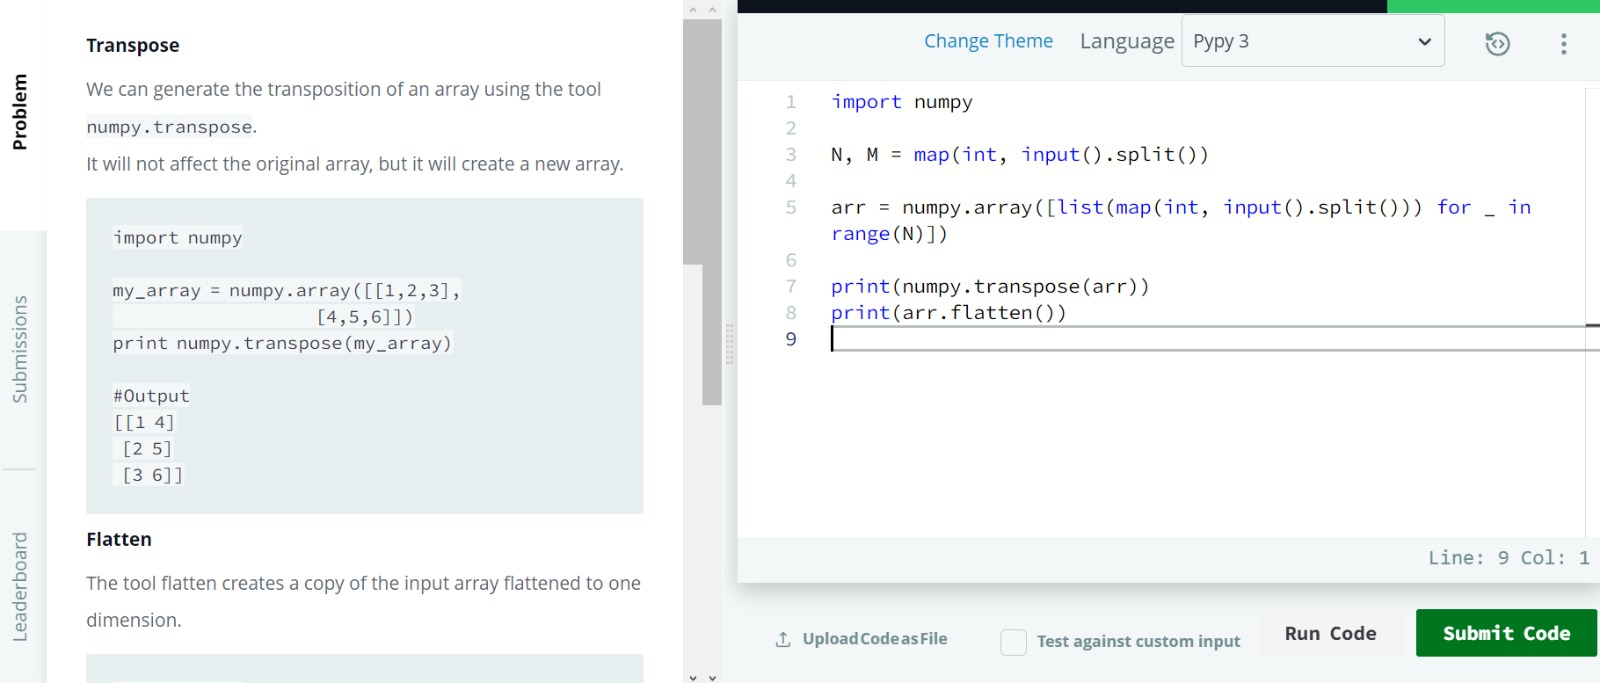 Problem
Submissions
Leaderboard
Transpose
We can generate the transposition of an array using the tool
numpy.transpose.
It will not affect the original array, but it will create a new array.
import numpy
my_array = numpy.array([[1,2,3],
[4,5,6]])
print numpy.transpose(my_array)
#Output
[[1 4]
[2 5]
[3 6]]
Flatten
The tool flatten creates a copy of the input array flattened to one
dimension.
Change Theme Language Pypy 3
1 import numpy
2
3 N, M = map(int, input().split())
4
5 arr = numpy.array([list(map(int, input().split())) for _ in
range(N)])
6
7 print(numpy.transpose(arr))
8 print(arr.flatten())
9
Line: 9 Col: 1
Upload Code as File Test against custom input Run Code Submit Code